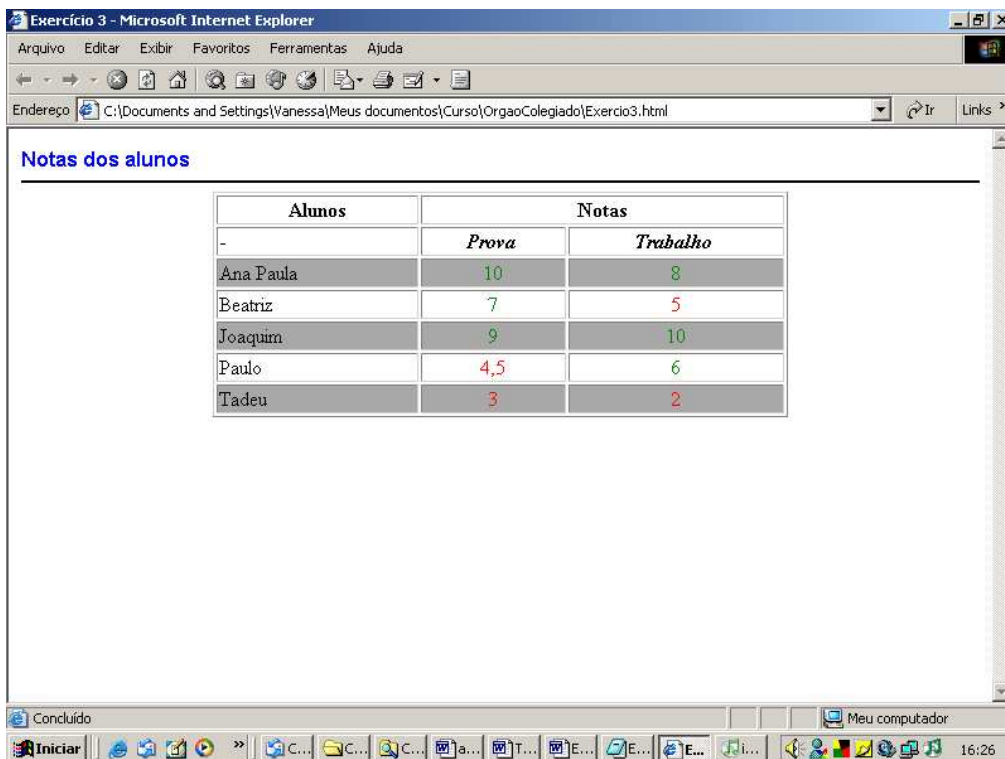 Exercício 3 - Microsoft Internet Explorer
Arquivo Editar Exibir Favoritos Ferramentas Ajuda
Endereço C:\Documents and Settings\Vanessa\Meus documentos\Curso\OrgaoColegiado\Exercio3.html Ir Links »
Notas dos alunos
Alunos Notas
- Prova Trabalho
Ana Paula 10 8
Beatriz 7 5
Joaquim 9 10
Paulo 4,5 6
Tadeu 3 2
Concluído Meu computador
Iniciar » C... C... C... a... T... E... E... E... i... 16:26